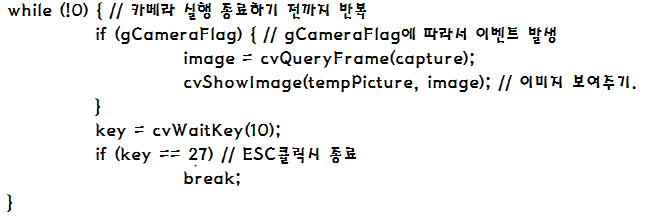 while (!0) { // 카메라 실행 종료하기 전까지 반복
if (gCameraFlag) { // gCameraFlag에 따라서 이벤트 발생
image = cvQueryFrame(capture);
cvShowImage(tempPicture, image); // 이미지 보여주기.
}
key = cvWaitKey(10);
if (key == 27) // ESC클릭시 종료
break;
}